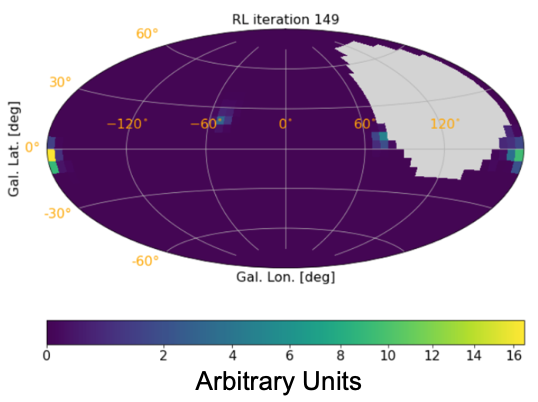 RL iteration 149
60°
30°
−120° −60° 0° 60° 120°
0°
Gal. Lat. [deg]
-30°
-60°
Gal. Lon. [deg]
0 2 4 6 8 10 12 14 16
Arbitrary Units